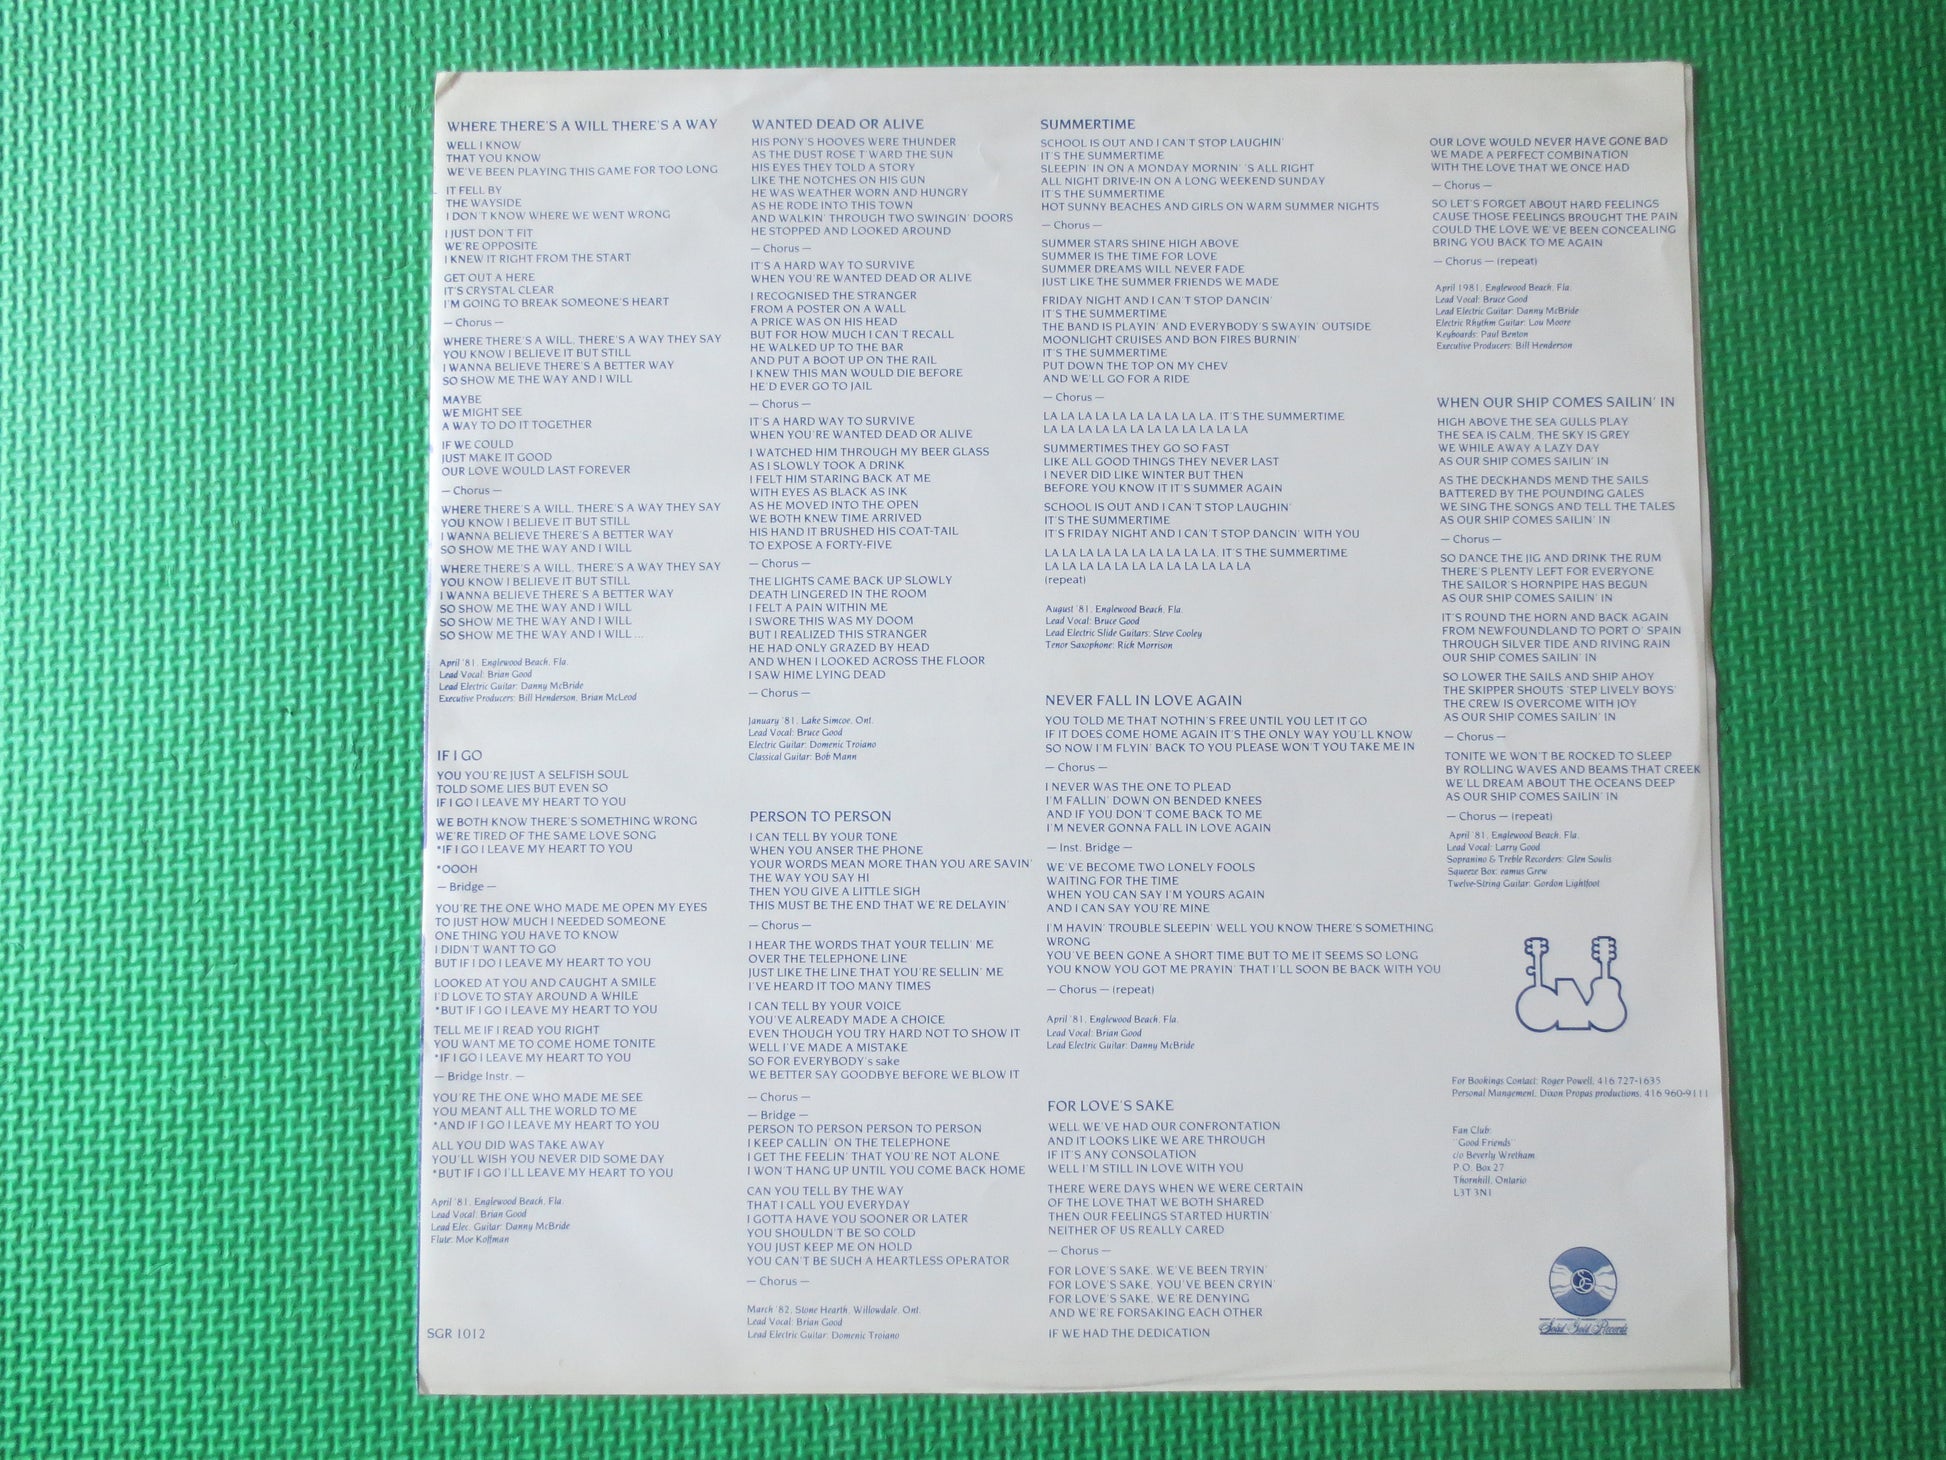 WHERE THERE'S A WILL THERE'S A WAY
WELL I KNOW
THAT YOU KNOW
WE'VE BEEN PLAYING THIS GAME FOR TOO LONG
IT FELL BY
THE WAYSIDE
I DON'T KNOW WHERE WE WENT WRONG
I JUST DON'T FIT
WE'RE OPPOSITE
I KNEW IT RIGHT FROM THE START
GET OUT A HERE
IT'S CRYSTAL CLEAR
I'M GOING TO BREAK SOMEONE'S HEART
— Chorus —
WHERE THERE'S A WILL, THERE'S A WAY THEY SAY
YOU KNOW I BELIEVE IT BUT STILL
I WANNA BELIEVE THERE'S A BETTER WAY
SO SHOW ME THE WAY AND I WILL
MAYBE
WE MIGHT SEE
A WAY TO DO IT TOGETHER
IF WE COULD
JUST MAKE IT GOOD
OUR LOVE WOULD LAST FOREVER
— Chorus —
WHERE THERE'S A WILL, THERE'S A WAY THEY SAY
YOU KNOW I BELIEVE IT BUT STILL
I WANNA BELIEVE THERE'S A BETTER WAY
SO SHOW ME THE WAY AND I WILL
WHERE THERE'S A WILL, THERE'S A WAY THEY SAY
YOU KNOW I BELIEVE IT BUT STILL
I WANNA BELIEVE THERE'S A BETTER WAY
SO SHOW ME THE WAY AND I WILL
SO SHOW ME THE WAY AND I WILL
SO SHOW ME THE WAY AND I WILL ...
April '81, Englewood Beach, Fla.
Lead Vocal: Brian Good
Lead Electric Guitar: Danny McBride
Executive Producers: Bill Henderson, Brian McLeod
IF I GO
YOU YOU'RE JUST A SELFISH SOUL
TOLD SOME LIES BUT EVEN SO
IF I GO I LEAVE MY HEART TO YOU
WE BOTH KNOW THERE'S SOMETHING WRONG
WE'RE TIRED OF THE SAME LOVE SONG
*IF I GO I LEAVE MY HEART TO YOU
*OOOH
— Bridge —
YOU'RE THE ONE WHO MADE ME OPEN MY EYES
TO JUST HOW MUCH I NEEDED SOMEONE
ONE THING YOU HAVE TO KNOW
I DIDN'T WANT TO GO
BUT IF I DO I LEAVE MY HEART TO YOU
LOOKED AT YOU AND CAUGHT A SMILE
I'D LOVE TO STAY AROUND A WHILE
*BUT IF I GO I LEAVE MY HEART TO YOU
TELL ME IF I READ YOU RIGHT
YOU WANT ME TO COME HOME TONITE
*IF I GO I LEAVE MY HEART TO YOU
— Bridge Instr. —
YOU'RE THE ONE WHO MADE ME SEE
YOU MEANT ALL THE WORLD TO ME
*AND IF I GO I LEAVE MY HEART TO YOU
ALL YOU DID WAS TAKE AWAY
YOU'LL WISH YOU NEVER DID SOME DAY
*BUT IF I GO I'LL LEAVE MY HEART TO YOU
April '81, Englewood Beach, Fla.
Lead Vocal: Brian Good
Lead Elec. Guitar: Danny McBride
Flute: Moe Koffman
SGR 1012
WANTED DEAD OR ALIVE
HIS PONY'S HOOVES WERE THUNDER
AS THE DUST ROSE T'WARD THE SUN
HIS EYES THEY TOLD A STORY
LIKE THE NOTCHES ON HIS GUN
HE WAS WEATHER WORN AND HUNGRY
AS HE RODE INTO THIS TOWN
AND WALKIN' THROUGH TWO SWINGIN' DOORS
HE STOPPED AND LOOKED AROUND
— Chorus —
IT'S A HARD WAY TO SURVIVE
WHEN YOU'RE WANTED DEAD OR ALIVE
I RECOGNISED THE STRANGER
FROM A POSTER ON A WALL
A PRICE WAS ON HIS HEAD
BUT FOR HOW MUCH I CAN'T RECALL
HE WALKED UP TO THE BAR
AND PUT A BOOT UP ON THE RAIL
I KNEW THIS MAN WOULD DIE BEFORE
HE'D EVER GO TO JAIL
— Chorus —
IT'S A HARD WAY TO SURVIVE
WHEN YOU'RE WANTED DEAD OR ALIVE
I WATCHED HIM THROUGH MY BEER GLASS
AS I SLOWLY TOOK A DRINK
I FELT HIM STARING BACK AT ME
WITH EYES AS BLACK AS INK
AS HE MOVED INTO THE OPEN
WE BOTH KNEW TIME ARRIVED
HIS HAND IT BRUSHED HIS COAT-TAIL
TO EXPOSE A FORTY-FIVE
— Chorus —
THE LIGHTS CAME BACK UP SLOWLY
DEATH LINGERED IN THE ROOM
I FELT A PAIN WITHIN ME
I SWORE THIS WAS MY DOOM
BUT I REALIZED THIS STRANGER
HE HAD ONLY GRAZED BY HEAD
AND WHEN I LOOKED ACROSS THE FLOOR
I SAW HIME LYING DEAD
— Chorus —
January '81, Lake Simcoe, Ont.
Lead Vocal: Bruce Good
Electric Guitar: Domenic Troiano
Classical Guitar: Bob Mann
PERSON TO PERSON
I CAN TELL BY YOUR TONE
WHEN YOU ANSER THE PHONE
YOUR WORDS MEAN MORE THAN YOU ARE SAVIN'
THE WAY YOU SAY HI
THEN YOU GIVE A LITTLE SIGH
THIS MUST BE THE END THAT WE'RE DELAYIN'
— Chorus —
I HEAR THE WORDS THAT YOUR TELLIN' ME
OVER THE TELEPHONE LINE
JUST LIKE THE LINE THAT YOU'RE SELLIN' ME
I'VE HEARD IT TOO MANY TIMES
I CAN TELL BY YOUR VOICE
YOU'VE ALREADY MADE A CHOICE
EVEN THOUGH YOU TRY HARD NOT TO SHOW IT
WELL I'VE MADE A MISTAKE
SO FOR EVERYBODY's sake
WE BETTER SAY GOODBYE BEFORE WE BLOW IT
— Chorus —
— Bridge —
PERSON TO PERSON PERSON TO PERSON
I KEEP CALLIN' ON THE TELEPHONE
I GET THE FEELIN' THAT YOU'RE NOT ALONE
I WON'T HANG UP UNTIL YOU COME BACK HOME
CAN YOU TELL BY THE WAY
THAT I CALL YOU EVERYDAY
I GOTTA HAVE YOU SOONER OR LATER
YOU SHOULDN'T BE SO COLD
YOU JUST KEEP ME ON HOLD
YOU CAN'T BE SUCH A HEARTLESS OPERATOR
— Chorus —
March '82, Stone Hearth, Willowdale, Ont.
Lead Vocal: Brian Good
Lead Electric Guitar: Domenic Troiano
SUMMERTIME
SCHOOL IS OUT AND I CAN'T STOP LAUGHIN'
IT'S THE SUMMERTIME
SLEEPIN' IN ON A MONDAY MORNIN' 'S ALL RIGHT
ALL NIGHT DRIVE-IN ON A LONG WEEKEND SUNDAY
IT'S THE SUMMERTIME
HOT SUNNY BEACHES AND GIRLS ON WARM SUMMER NIGHTS
— Chorus —
SUMMER STARS SHINE HIGH ABOVE
SUMMER IS THE TIME FOR LOVE
SUMMER DREAMS WILL NEVER FADE
JUST LIKE THE SUMMER FRIENDS WE MADE
FRIDAY NIGHT AND I CAN'T STOP DANCIN'
IT'S THE SUMMERTIME
THE BAND IS PLAYIN' AND EVERYBODY'S SWAYIN' OUTSIDE
MOONLIGHT CRUISES AND BON FIRES BURNIN'
IT'S THE SUMMERTIME
PUT DOWN THE TOP ON MY CHEV
AND WE'LL GO FOR A RIDE
— Chorus —
LA LA LA LA LA LA LA LA LA LA, IT'S THE SUMMERTIME
LA LA LA LA LA LA LA LA LA LA LA LA
SUMMERTIMES THEY GO SO FAST
LIKE ALL GOOD THINGS THEY NEVER LAST
I NEVER DID LIKE WINTER BUT THEN
BEFORE YOU KNOW IT IT'S SUMMER AGAIN
SCHOOL IS OUT AND I CAN'T STOP LAUGHIN'
IT'S THE SUMMERTIME
IT'S FRIDAY NIGHT AND I CAN'T STOP DANCIN' WITH YOU
LA LA LA LA LA LA LA LA LA LA, IT'S THE SUMMERTIME
LA LA LA LA LA LA LA LA LA LA LA LA
(repeat)
August '81, Englewood Beach, Fla.
Lead Vocal: Bruce Good
Lead Electric Slide Guitars: Steve Cooley
Tenor Saxophone: Rick Morrison
NEVER FALL IN LOVE AGAIN
YOU TOLD ME THAT NOTHIN'S FREE UNTIL YOU LET IT GO
IF IT DOES COME HOME AGAIN IT'S THE ONLY WAY YOU'LL KNOW
SO NOW I'M FLYIN' BACK TO YOU PLEASE WON'T YOU TAKE ME IN
— Chorus —
I NEVER WAS THE ONE TO PLEAD
I'M FALLIN' DOWN ON BENDED KNEES
AND IF YOU DON'T COME BACK TO ME
I'M NEVER GONNA FALL IN LOVE AGAIN
— Inst. Bridge —
WE'VE BECOME TWO LONELY FOOLS
WAITING FOR THE TIME
WHEN YOU CAN SAY I'M YOURS AGAIN
AND I CAN SAY YOU'RE MINE
I'M HAVIN' TROUBLE SLEEPIN' WELL YOU KNOW THERE'S SOMETHING
WRONG
YOU'VE BEEN GONE A SHORT TIME BUT TO ME IT SEEMS SO LONG
YOU KNOW YOU GOT ME PRAYIN' THAT I'LL SOON BE BACK WITH YOU
— Chorus — (repeat)
April '81, Englewood Beach, Fla.
Lead Vocal: Brian Good
Lead Electric Guitar: Danny McBride
FOR LOVE'S SAKE
WELL WE'VE HAD OUR CONFRONTATION
AND IT LOOKS LIKE WE ARE THROUGH
IF IT'S ANY CONSOLATION
WELL I'M STILL IN LOVE WITH YOU
THERE WERE DAYS WHEN WE WERE CERTAIN
OF THE LOVE THAT WE BOTH SHARED
THEN OUR FEELINGS STARTED HURTIN'
NEITHER OF US REALLY CARED
— Chorus —
FOR LOVE'S SAKE, WE'VE BEEN TRYIN'
FOR LOVE'S SAKE, YOU'VE BEEN CRYIN'
FOR LOVE'S SAKE, WE'RE DENYING
AND WE'RE FORSAKING EACH OTHER
IF WE HAD THE DEDICATION
OUR LOVE WOULD NEVER HAVE GONE BAD
WE MADE A PERFECT COMBINATION
WITH THE LOVE THAT WE ONCE HAD
— Chorus —
SO LET'S FORGET ABOUT HARD FEELINGS
CAUSE THOSE FEELINGS BROUGHT THE PAIN
COULD THE LOVE WE'VE BEEN CONCEALING
BRING YOU BACK TO ME AGAIN
— Chorus — (repeat)
April 1981, Englewood Beach, Fla.
Lead Vocal: Bruce Good
Lead Electric Guitar: Danny McBride
Electric Rhythm Guitar: Lou Moore
Keyboards: Paul Benton
Executive Producers: Bill Henderson
WHEN OUR SHIP COMES SAILIN' IN
HIGH ABOVE THE SEA GULLS PLAY
THE SEA IS CALM, THE SKY IS GREY
WE WHILE AWAY A LAZY DAY
AS OUR SHIP COMES SAILIN' IN
AS THE DECKHANDS MEND THE SAILS
BATTERED BY THE POUNDING GALES
WE SING THE SONGS AND TELL THE TALES
AS OUR SHIP COMES SAILIN' IN
— Chorus —
SO DANCE THE JIG AND DRINK THE RUM
THERE'S PLENTY LEFT FOR EVERYONE
THE SAILOR'S HORNPIPE HAS BEGUN
AS OUR SHIP COMES SAILIN' IN
IT'S ROUND THE HORN AND BACK AGAIN
FROM NEWFOUNDLAND TO PORT O' SPAIN
THROUGH SILVER TIDE AND RIVING RAIN
OUR SHIP COMES SAILIN' IN
SO LOWER THE SAILS AND SHIP AHOY
THE SKIPPER SHOUTS 'STEP LIVELY BOYS'
THE CREW IS OVERCOME WITH JOY
AS OUR SHIP COMES SAILIN' IN
— Chorus —
TONITE WE WON'T BE ROCKED TO SLEEP
BY ROLLING WAVES AND BEAMS THAT CREEK
WE'LL DREAM ABOUT THE OCEANS DEEP
AS OUR SHIP COMES SAILIN' IN
— Chorus — (repeat)
April '81, Englewood Beach, Fla.
Lead Vocal: Larry Good
Sopranino & Treble Recorders: Glen Soulis
Squeeze Box: eamus Grew
Twelve-String Guitar: Gordon Lightfoot
For Bookings Contact: Roger Powell, 416 727-1635
Personal Mangement: Dixon Propas productions, 416 960-9111
Fan Club:
"Good Friends"
c/o Beverly Wretham
P.O. Box 27
Thornhill, Ontario
L3T 3N1
SG
Solid Gold Records